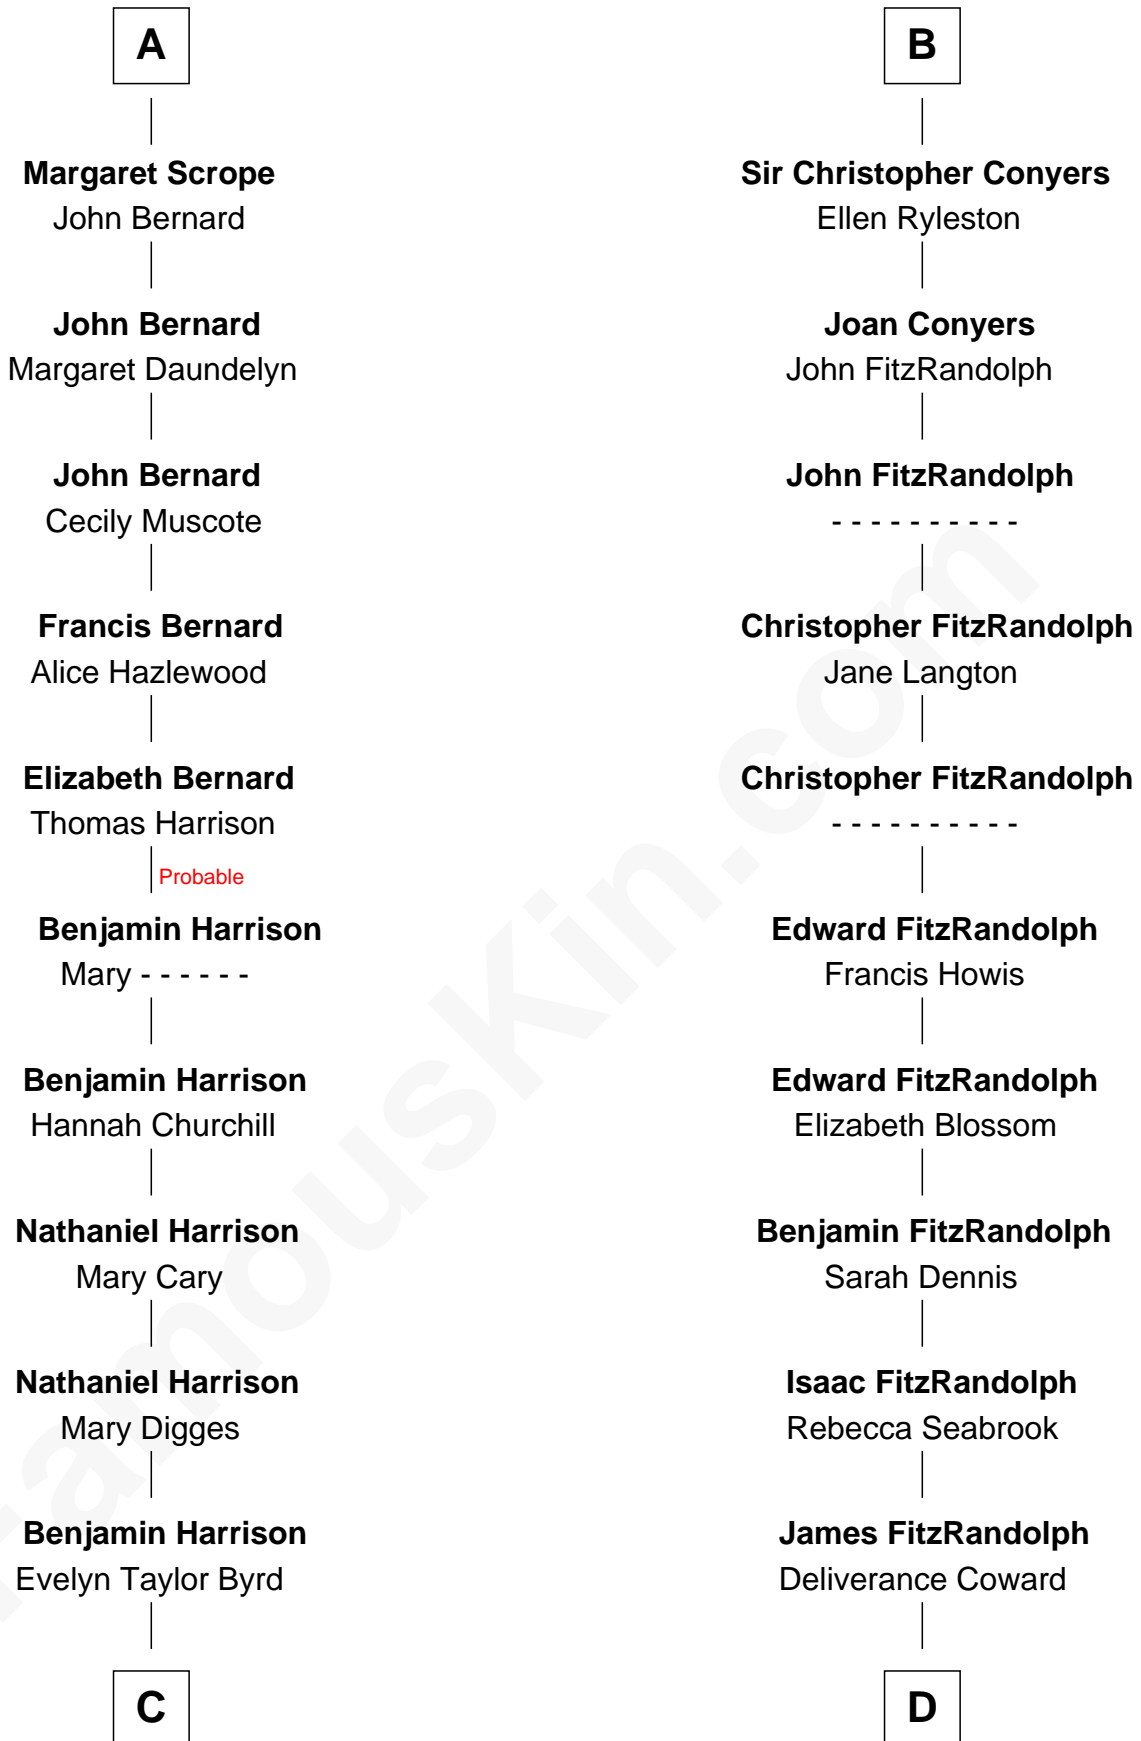 A
B
Margaret Scrope
John Bernard
Sir Christopher Conyers
Ellen Ryleston
John Bernard
Margaret Daundelyn
Joan Conyers
John FitzRandolph
John Bernard
Cecily Muscote
John FitzRandolph
- - - - - - - - - -
Francis Bernard
Alice Hazlewood
Christopher FitzRandolph
Jane Langton
Elizabeth Bernard
Thomas Harrison
Probable
Christopher FitzRandolph
- - - - - - - - - -
Benjamin Harrison
Mary - - - - - -
Edward FitzRandolph
Francis Howis
Benjamin Harrison
Hannah Churchill
Edward FitzRandolph
Elizabeth Blossom
Nathaniel Harrison
Mary Cary
Benjamin FitzRandolph
Sarah Dennis
Nathaniel Harrison
Mary Digges
Isaac FitzRandolph
Rebecca Seabrook
Benjamin Harrison
Evelyn Taylor Byrd
James FitzRandolph
Deliverance Coward
C
D
FamousKin.com